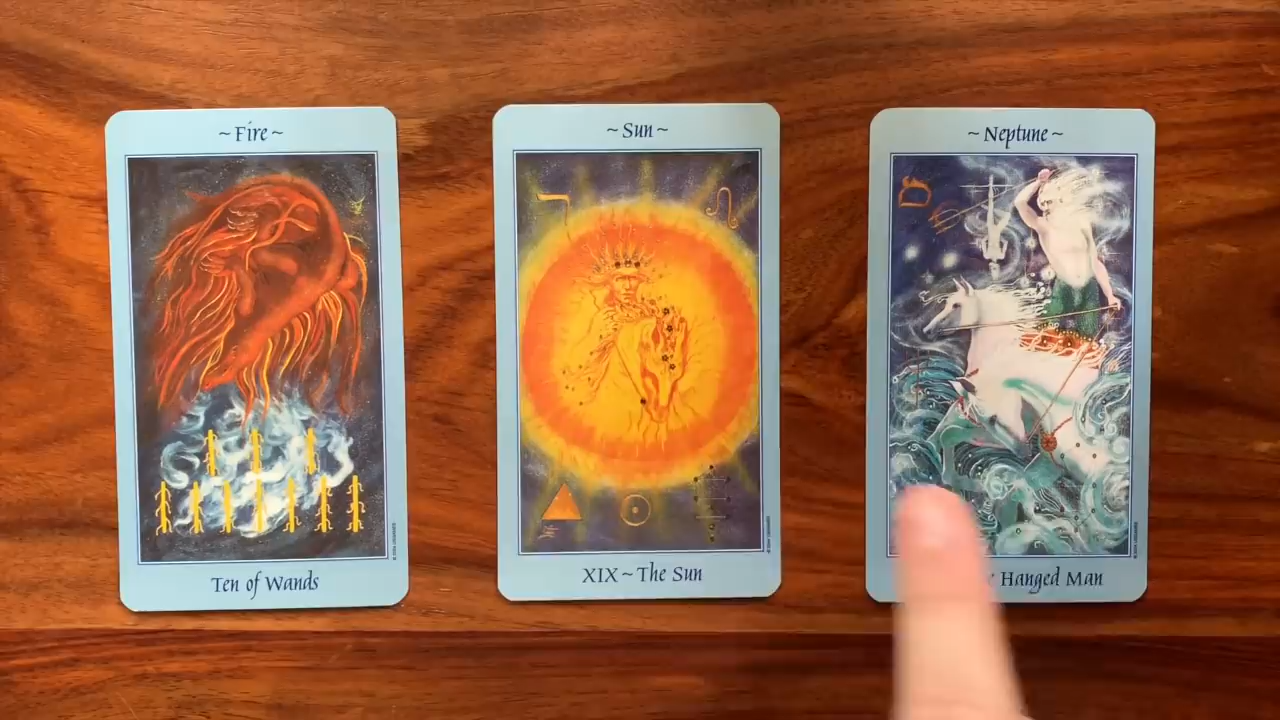 ~ Fire ~
Ten of Wands
~ Sun ~
XIX ~ The Sun
~ Neptune ~
Hanged Man